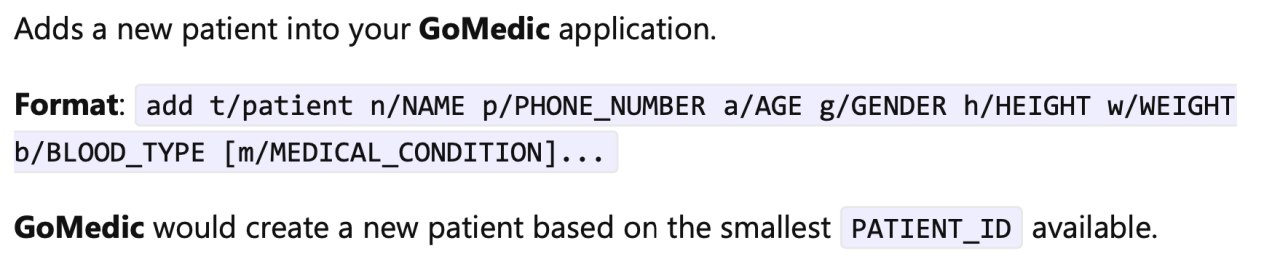 Adds a new patient into your GoMedic application.
Format: add t/patient n/NAME p/PHONE_NUMBER a/AGE g/GENDER h/HEIGHT w/WEIGHT
b/BLOOD_TYPE [m/MEDICAL_CONDITION]...
GoMedic would create a new patient based on the smallest PATIENT_ID available.